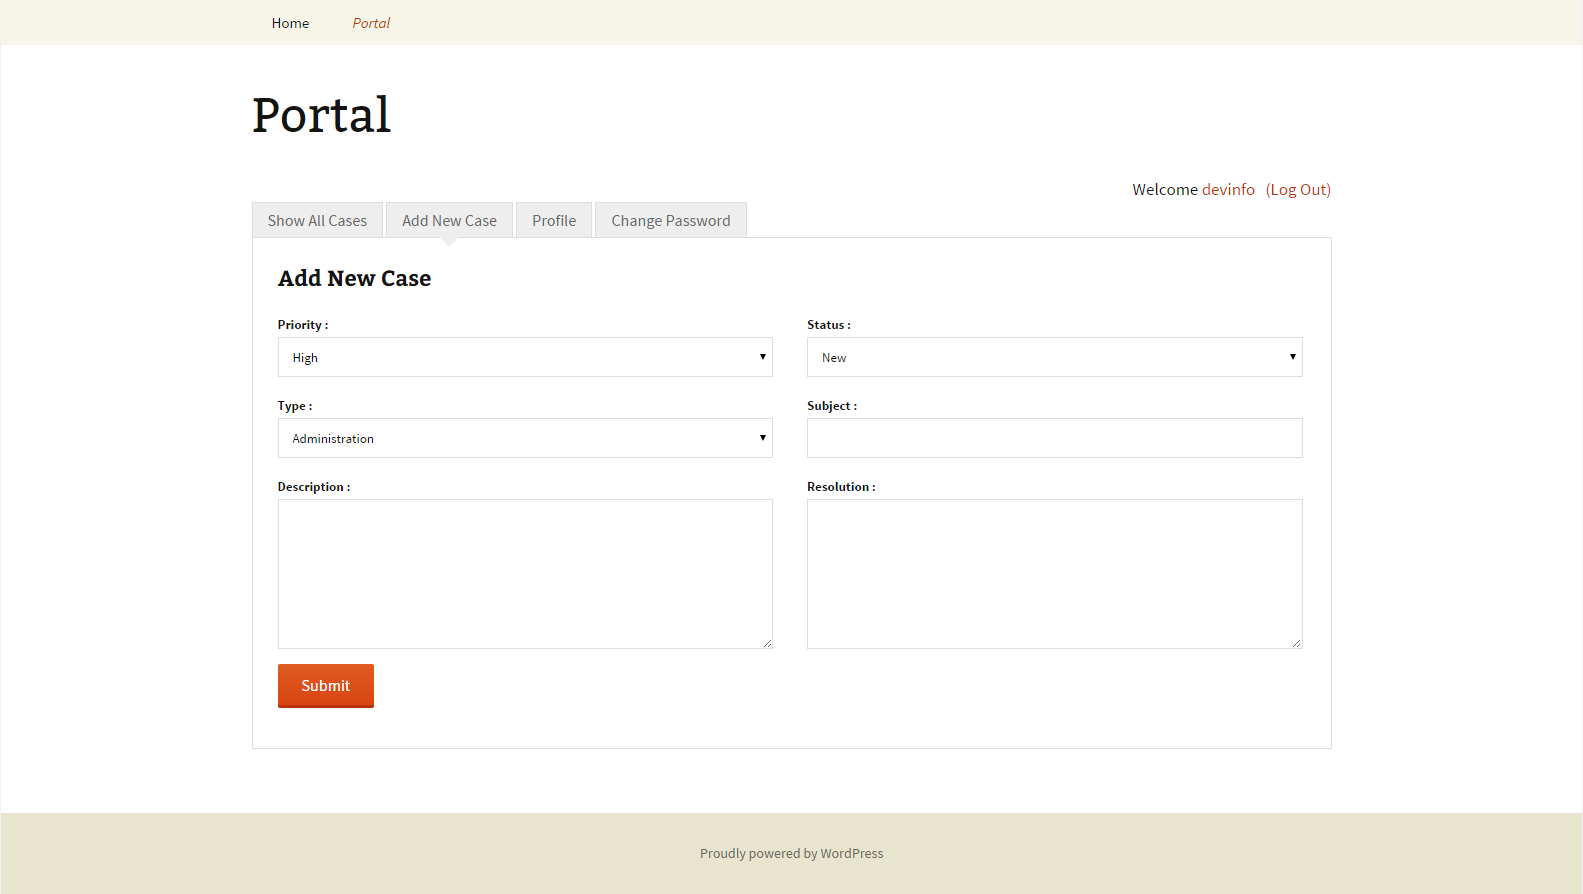 Home Portal
Portal
Welcome devinfo (Log Out)
Show All Cases Add New Case Profile Change Password
Add New Case
Priority : Status :
High New
Type : Subject :
Administration
Description : Resolution :
Submit
Proudly powered by WordPress